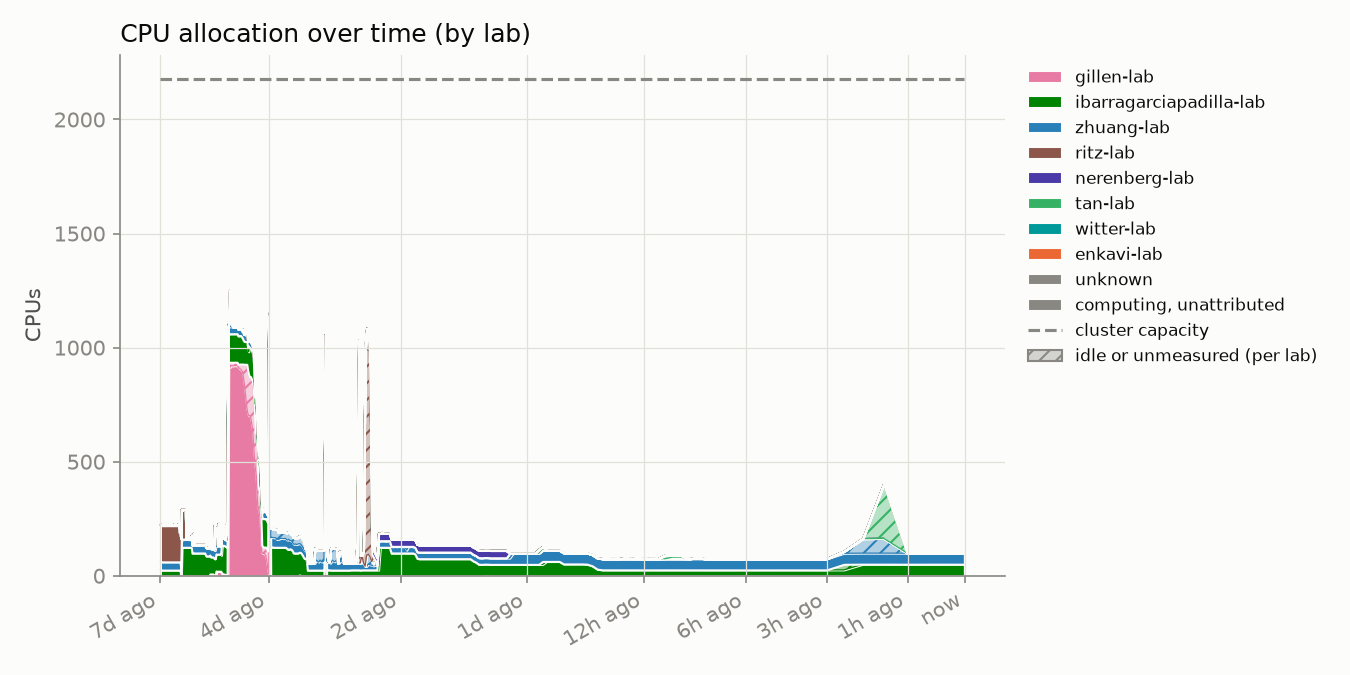 CPU allocation over time (by lab)
CPUs
2000
1500
1000
500
0
7d ago
4d ago
2d ago
1d ago
12h ago
6h ago
3h ago
1h ago
now
gillen-lab
ibarragarciapadilla-lab
zhuang-lab
ritz-lab
nerenberg-lab
tan-lab
witter-lab
enkavi-lab
unknown
computing, unattributed
cluster capacity
idle or unmeasured (per lab)